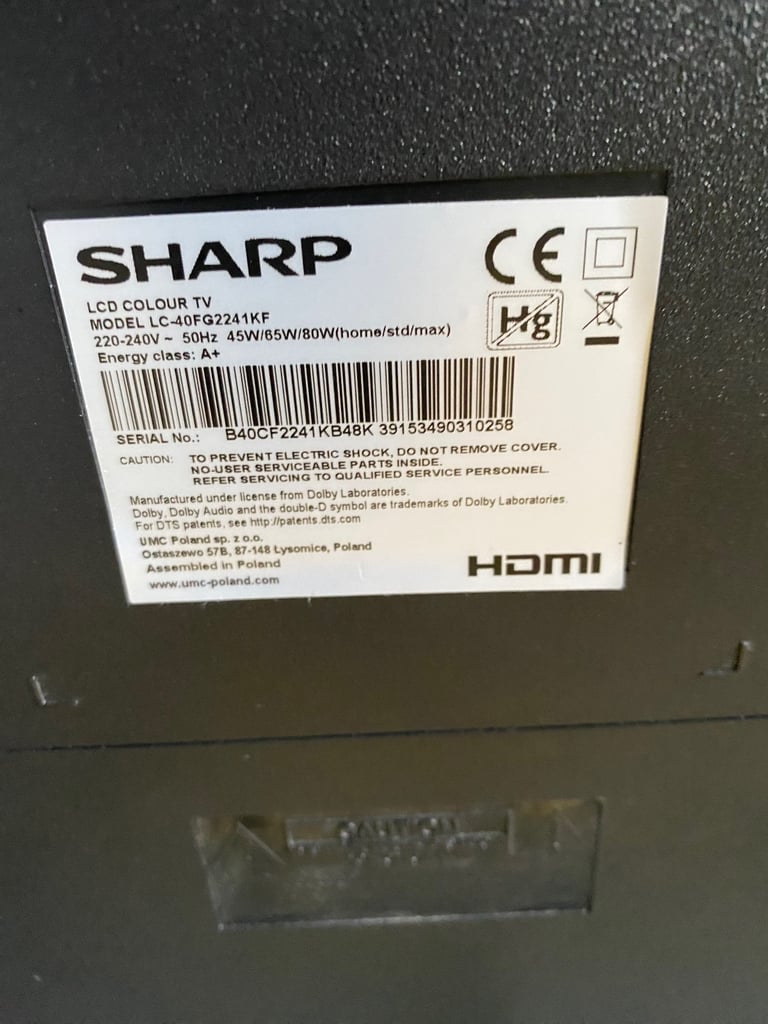 SHARP
CE
LCD COLOUR TV
MODEL LC-40FG2241KF
220-240V ~ 50Hz 45W/65W/80W(home/std/max)
Energy class: A+
Hg
SERIAL No.: B40CF2241KB48K 39153490310258
CAUTION: TO PREVENT ELECTRIC SHOCK, DO NOT REMOVE COVER.
NO-USER SERVICEABLE PARTS INSIDE.
REFER SERVICING TO QUALIFIED SERVICE PERSONNEL.
Manufactured under license from Dolby Laboratories.
Dolby, Dolby Audio and the double-D symbol are trademarks of Dolby Laboratories.
For DTS patents, see http://patents.dts.com
UMC Poland sp. z o.o.
Ostaszewo 57B, 87-148 Łysomice, Poland
Assembled in Poland
www.umc-poland.com
HDMI
CAUTION